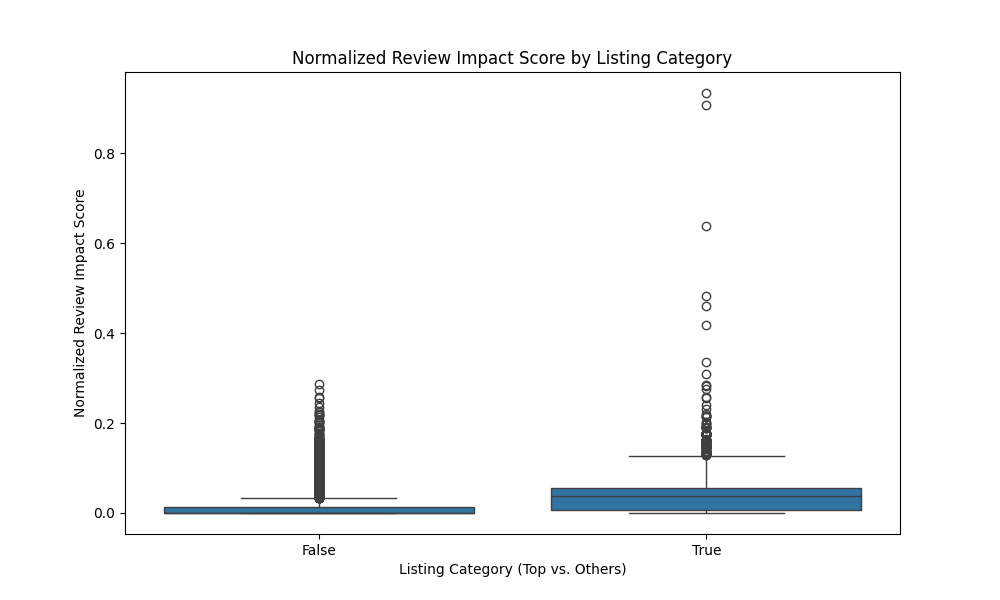 Normalized Review Impact Score by Listing Category
Normalized Review Impact Score
0.8
0.6
0.4
0.2
0.0
False
True
Listing Category (Top vs. Others)